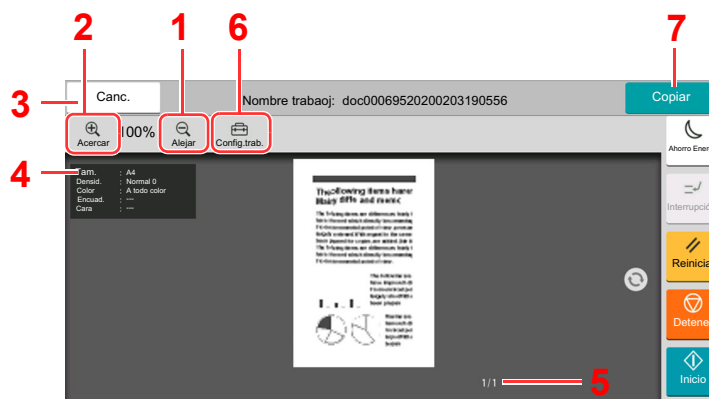 2
1
6
7
Canc.
Nombre trabaoj: doc00069520200203190556
Copiar
3
Acercar
100%
Alejar
Config.trab.
Ahorro Ener
4
Tam. : A4
Densid. : Normal 0
Color : A todo color
Encuad. : ---
Cara : ---
Interrupció
Reinicia
Detene
Inicio
1/1
5